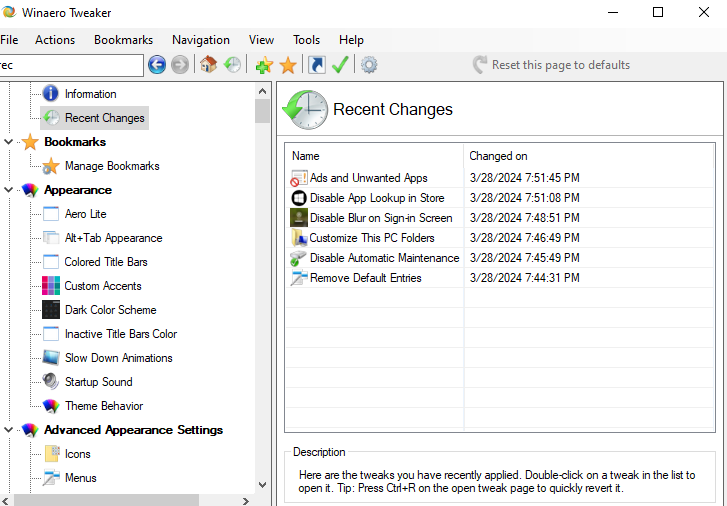 Winaero Tweaker
File Actions Bookmarks Navigation View Tools Help
rec
Reset this page to defaults
Information
Recent Changes
Bookmarks
Manage Bookmarks
Appearance
Aero Lite
Alt+Tab Appearance
Colored Title Bars
Custom Accents
Dark Color Scheme
Inactive Title Bars Color
Slow Down Animations
Startup Sound
Theme Behavior
Advanced Appearance Settings
Icons
Menus
Recent Changes
Name Changed on
Ads and Unwanted Apps 3/28/2024 7:51:45 PM
Disable App Lookup in Store 3/28/2024 7:51:08 PM
Disable Blur on Sign-in Screen 3/28/2024 7:48:51 PM
Customize This PC Folders 3/28/2024 7:46:49 PM
Disable Automatic Maintenance 3/28/2024 7:45:49 PM
Remove Default Entries 3/28/2024 7:44:31 PM
Description
Here are the tweaks you have recently applied. Double-click on a tweak in the list to
open it. Tip: Press Ctrl+R on the open tweak page to quickly revert it.